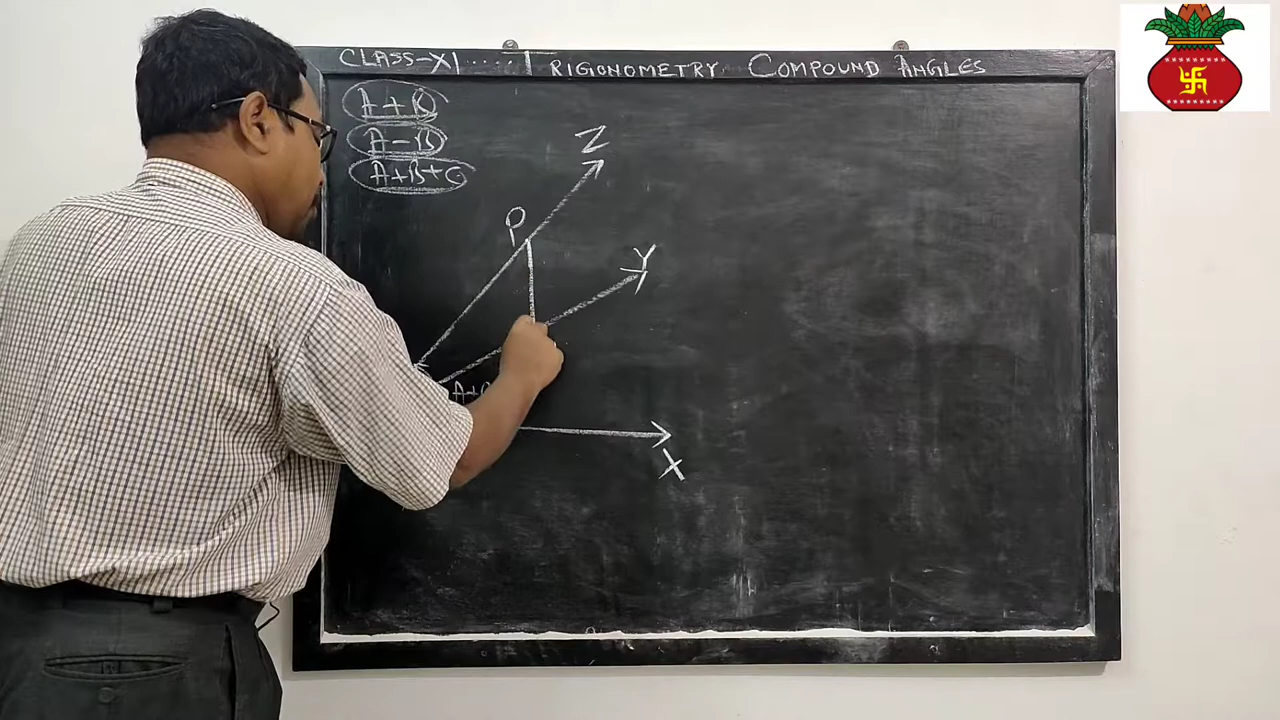 CLASS-XI ..... TRIGONOMETRY COMPOUND ANGLES
A+B
A-B
A+B+C
Z
P
Y
X